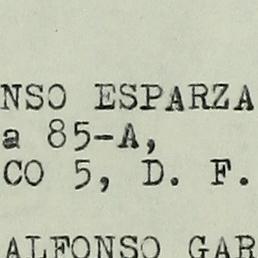 NSO ESPARZA
a 85-A,
CO 5, D. F.
ALFONSO GAR